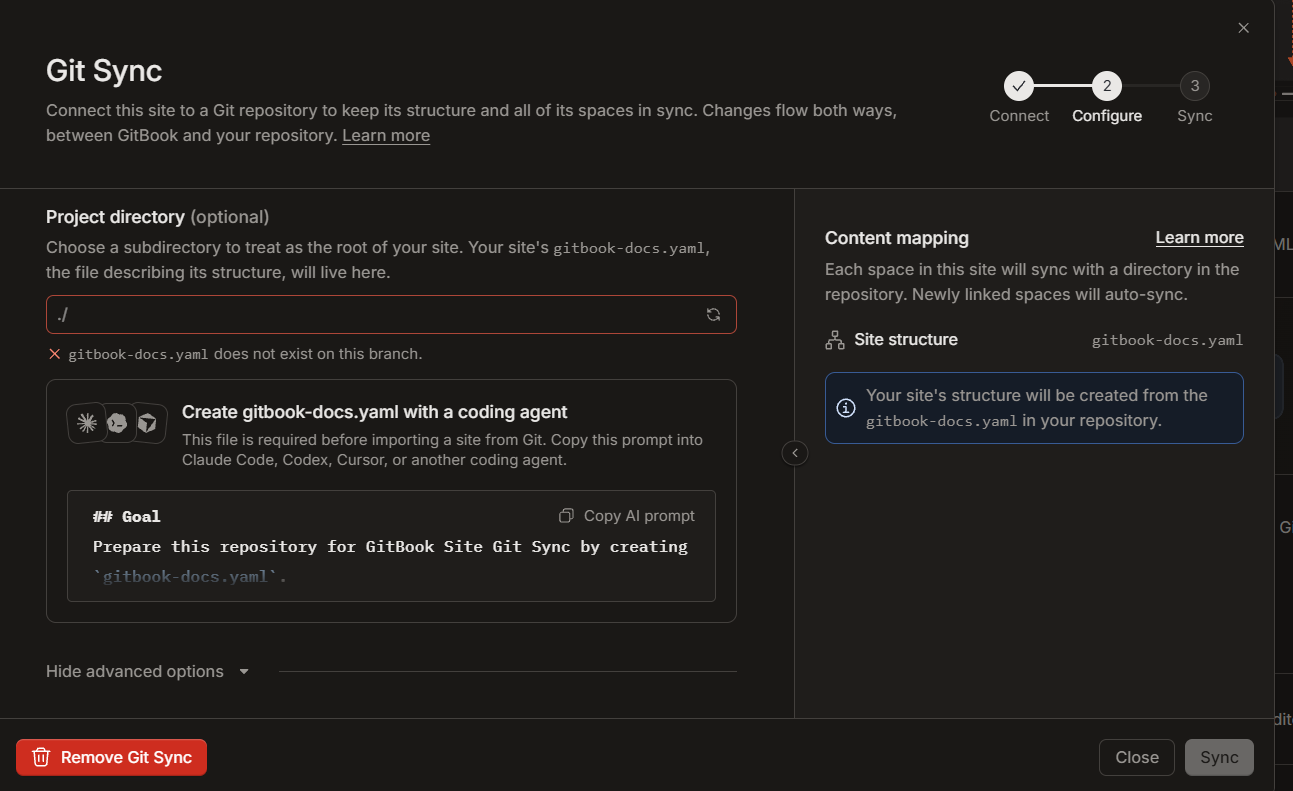 Git Sync
Connect this site to a Git repository to keep its structure and all of its spaces in sync. Changes flow both ways,
between GitBook and your repository. Learn more
2
3
Connect
Configure
Sync
Project directory (optional)
Choose a subdirectory to treat as the root of your site. Your site's gitbook-docs.yaml,
the file describing its structure, will live here.
./
gitbook-docs.yaml does not exist on this branch.
Create gitbook-docs.yaml with a coding agent
This file is required before importing a site from Git. Copy this prompt into
Claude Code, Codex, Cursor, or another coding agent.
## Goal
Copy AI prompt
Prepare this repository for GitBook Site Git Sync by creating
`gitbook-docs.yaml`.
Hide advanced options
Content mapping
Learn more
Each space in this site will sync with a directory in the
repository. Newly linked spaces will auto-sync.
Site structure
gitbook-docs.yaml
Your site's structure will be created from the
gitbook-docs.yaml in your repository.
Remove Git Sync
Close
Sync